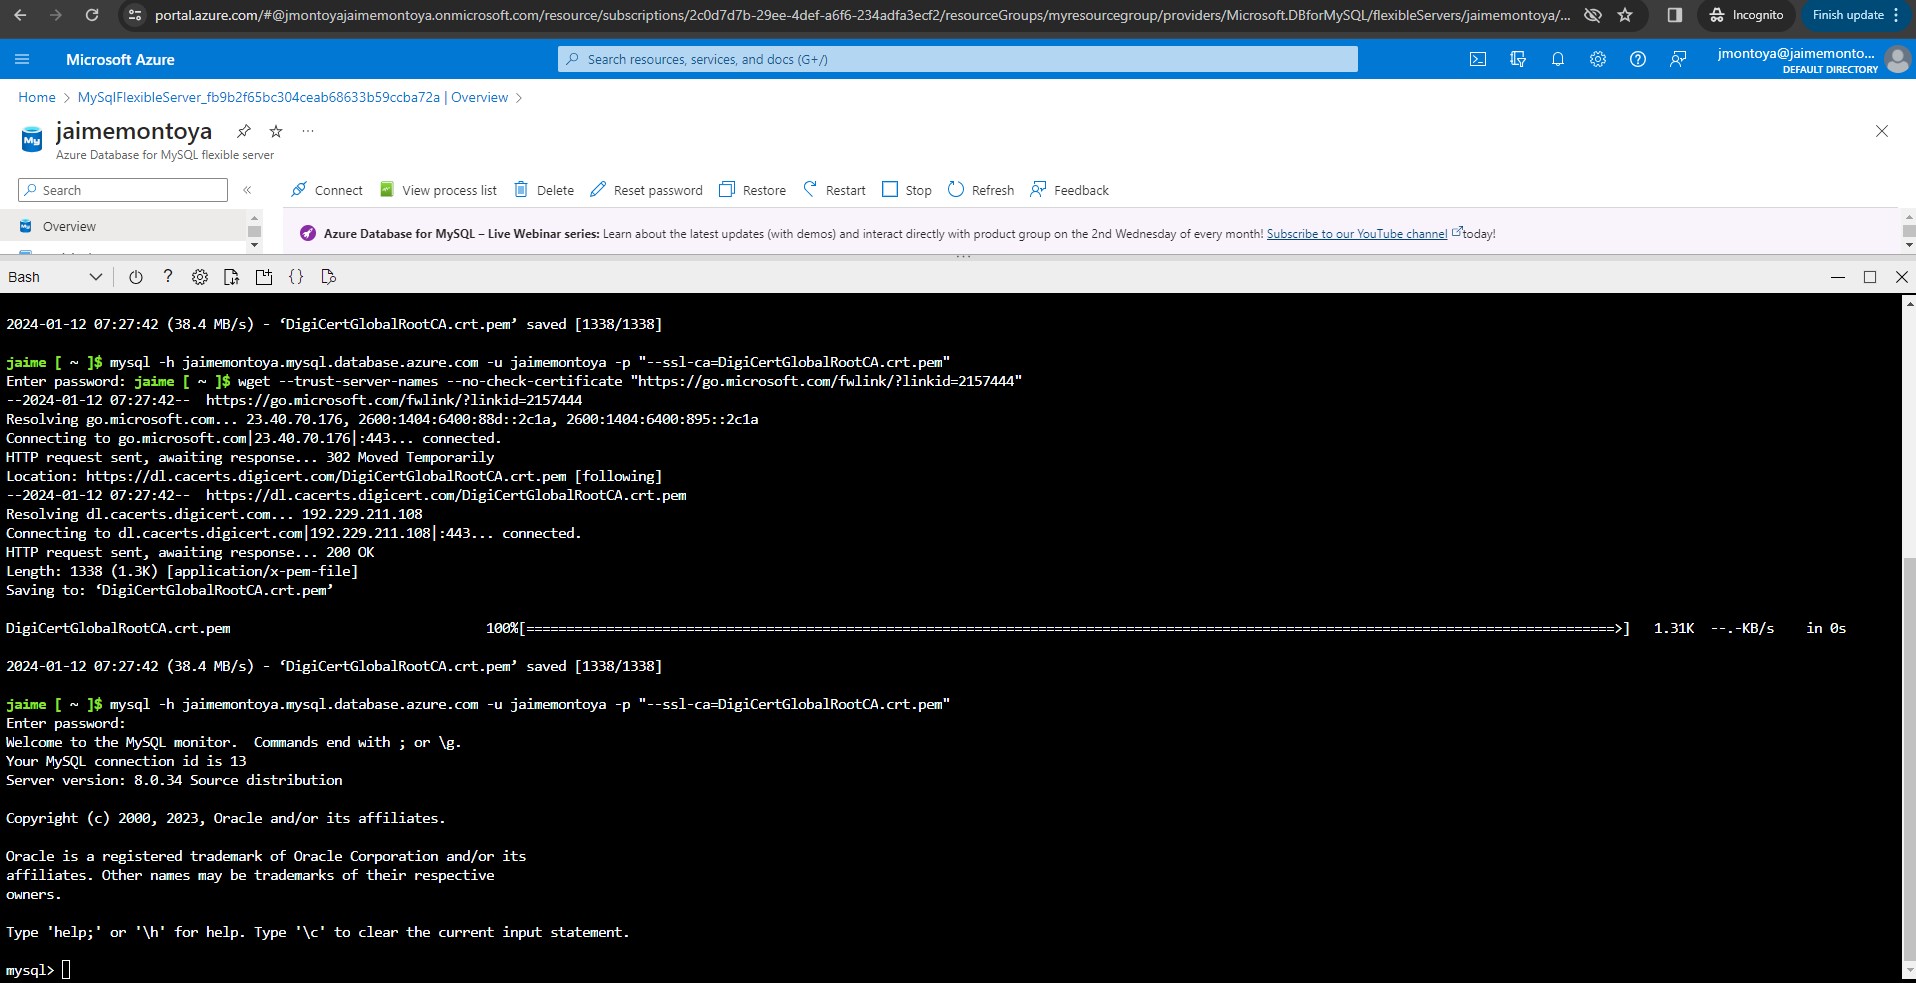 portal.azure.com/#@jmontoyajaimemontoya.onmicrosoft.com/resource/subscriptions/2c0d7d7b-29ee-4def-a6f6-234adfa3ecf2/resourceGroups/myresourcegroup/providers/Microsoft.DBforMySQL/flexibleServers/jaimemontoya/... Incognito Finish update
Microsoft Azure Search resources, services, and docs (G+/) jmontoya@jaimemonto...
DEFAULT DIRECTORY
Home > MySqlFlexibleServer_fb9b2f65bc304ceab68633b59ccba72a | Overview >
jaimemontoya
Azure Database for MySQL flexible server
Search « Connect View process list Delete Reset password Restore Restart Stop Refresh Feedback
Overview
Azure Database for MySQL – Live Webinar series: Learn about the latest updates (with demos) and interact directly with product group on the 2nd Wednesday of every month! Subscribe to our YouTube channel today!
Bash
2024-01-12 07:27:42 (38.4 MB/s) - ‘DigiCertGlobalRootCA.crt.pem’ saved [1338/1338]
jaime [ ~ ]$ mysql -h jaimemontoya.mysql.database.azure.com -u jaimemontoya -p "--ssl-ca=DigiCertGlobalRootCA.crt.pem"
Enter password: jaime [ ~ ]$ wget --trust-server-names --no-check-certificate "https://go.microsoft.com/fwlink/?linkid=2157444"
--2024-01-12 07:27:42-- https://go.microsoft.com/fwlink/?linkid=2157444
Resolving go.microsoft.com... 23.40.70.176, 2600:1404:6400:88d::2c1a, 2600:1404:6400:895::2c1a
Connecting to go.microsoft.com|23.40.70.176|:443... connected.
HTTP request sent, awaiting response... 302 Moved Temporarily
Location: https://dl.cacerts.digicert.com/DigiCertGlobalRootCA.crt.pem [following]
--2024-01-12 07:27:42-- https://dl.cacerts.digicert.com/DigiCertGlobalRootCA.crt.pem
Resolving dl.cacerts.digicert.com... 192.229.211.108
Connecting to dl.cacerts.digicert.com|192.229.211.108|:443... connected.
HTTP request sent, awaiting response... 200 OK
Length: 1338 (1.3K) [application/x-pem-file]
Saving to: ‘DigiCertGlobalRootCA.crt.pem’
DigiCertGlobalRootCA.crt.pem 100%[========================================================================================================================================>] 1.31K --.-KB/s in 0s
2024-01-12 07:27:42 (38.4 MB/s) - ‘DigiCertGlobalRootCA.crt.pem’ saved [1338/1338]
jaime [ ~ ]$ mysql -h jaimemontoya.mysql.database.azure.com -u jaimemontoya -p "--ssl-ca=DigiCertGlobalRootCA.crt.pem"
Enter password:
Welcome to the MySQL monitor. Commands end with ; or \g.
Your MySQL connection id is 13
Server version: 8.0.34 Source distribution
Copyright (c) 2000, 2023, Oracle and/or its affiliates.
Oracle is a registered trademark of Oracle Corporation and/or its
affiliates. Other names may be trademarks of their respective
owners.
Type 'help;' or '\h' for help. Type '\c' to clear the current input statement.
mysql>